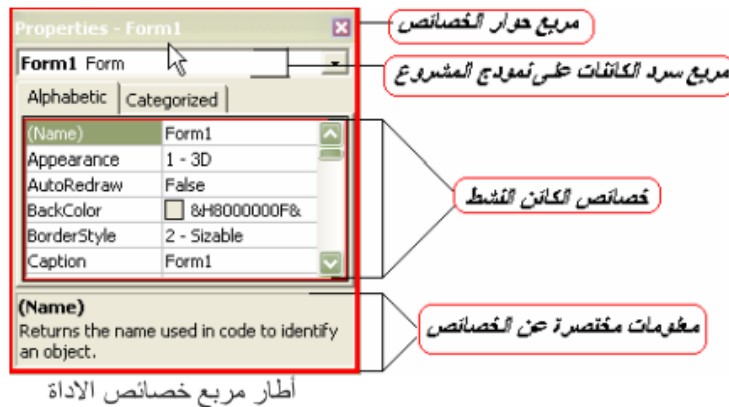 Properties - Form1
مربع حوار الخصائص
Form1 Form
مربع سرد الكائنات على نموذج المشروع
Alphabetic Categorized
(Name) Form1
Appearance 1 - 3D
AutoRedraw False
BackColor &H8000000F&
BorderStyle 2 - Sizable
Caption Form1
خصائص الكائن النشط
(Name)
Returns the name used in code to identify
an object.
معلومات مختصرة عن الخصائص
أطار مربع خصائص الاداة